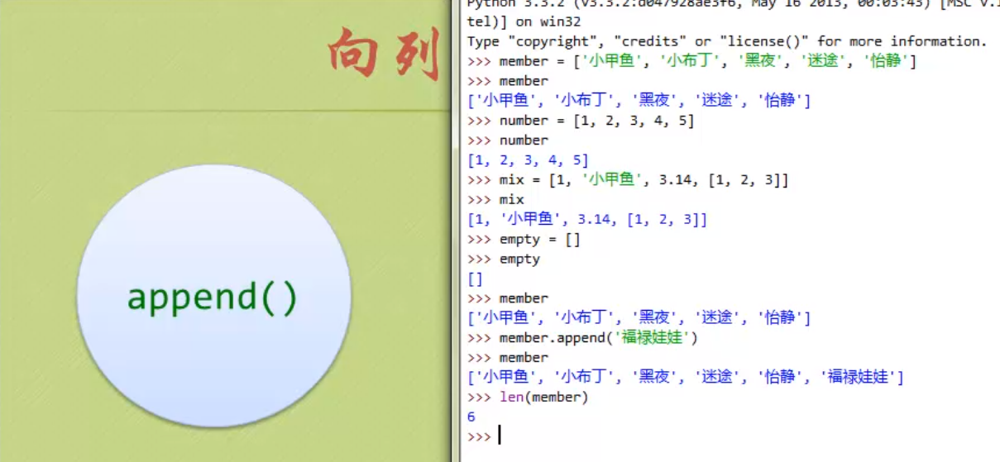 向列
append()
Python 3.3.2 (v3.3.2:d047928ae3f6, May 16 2013, 00:03:43) [MSC v.1
tel)] on win32
Type "copyright", "credits" or "license()" for more information.
>>> member = ['小甲鱼', '小布丁', '黑夜', '迷途', '怡静']
>>> member
['小甲鱼', '小布丁', '黑夜', '迷途', '怡静']
>>> number = [1, 2, 3, 4, 5]
>>> number
[1, 2, 3, 4, 5]
>>> mix = [1, '小甲鱼', 3.14, [1, 2, 3]]
>>> mix
[1, '小甲鱼', 3.14, [1, 2, 3]]
>>> empty = []
>>> empty
[]
>>> member
['小甲鱼', '小布丁', '黑夜', '迷途', '怡静']
>>> member.append('福禄娃娃')
>>> member
['小甲鱼', '小布丁', '黑夜', '迷途', '怡静', '福禄娃娃']
>>> len(member)
6
>>>